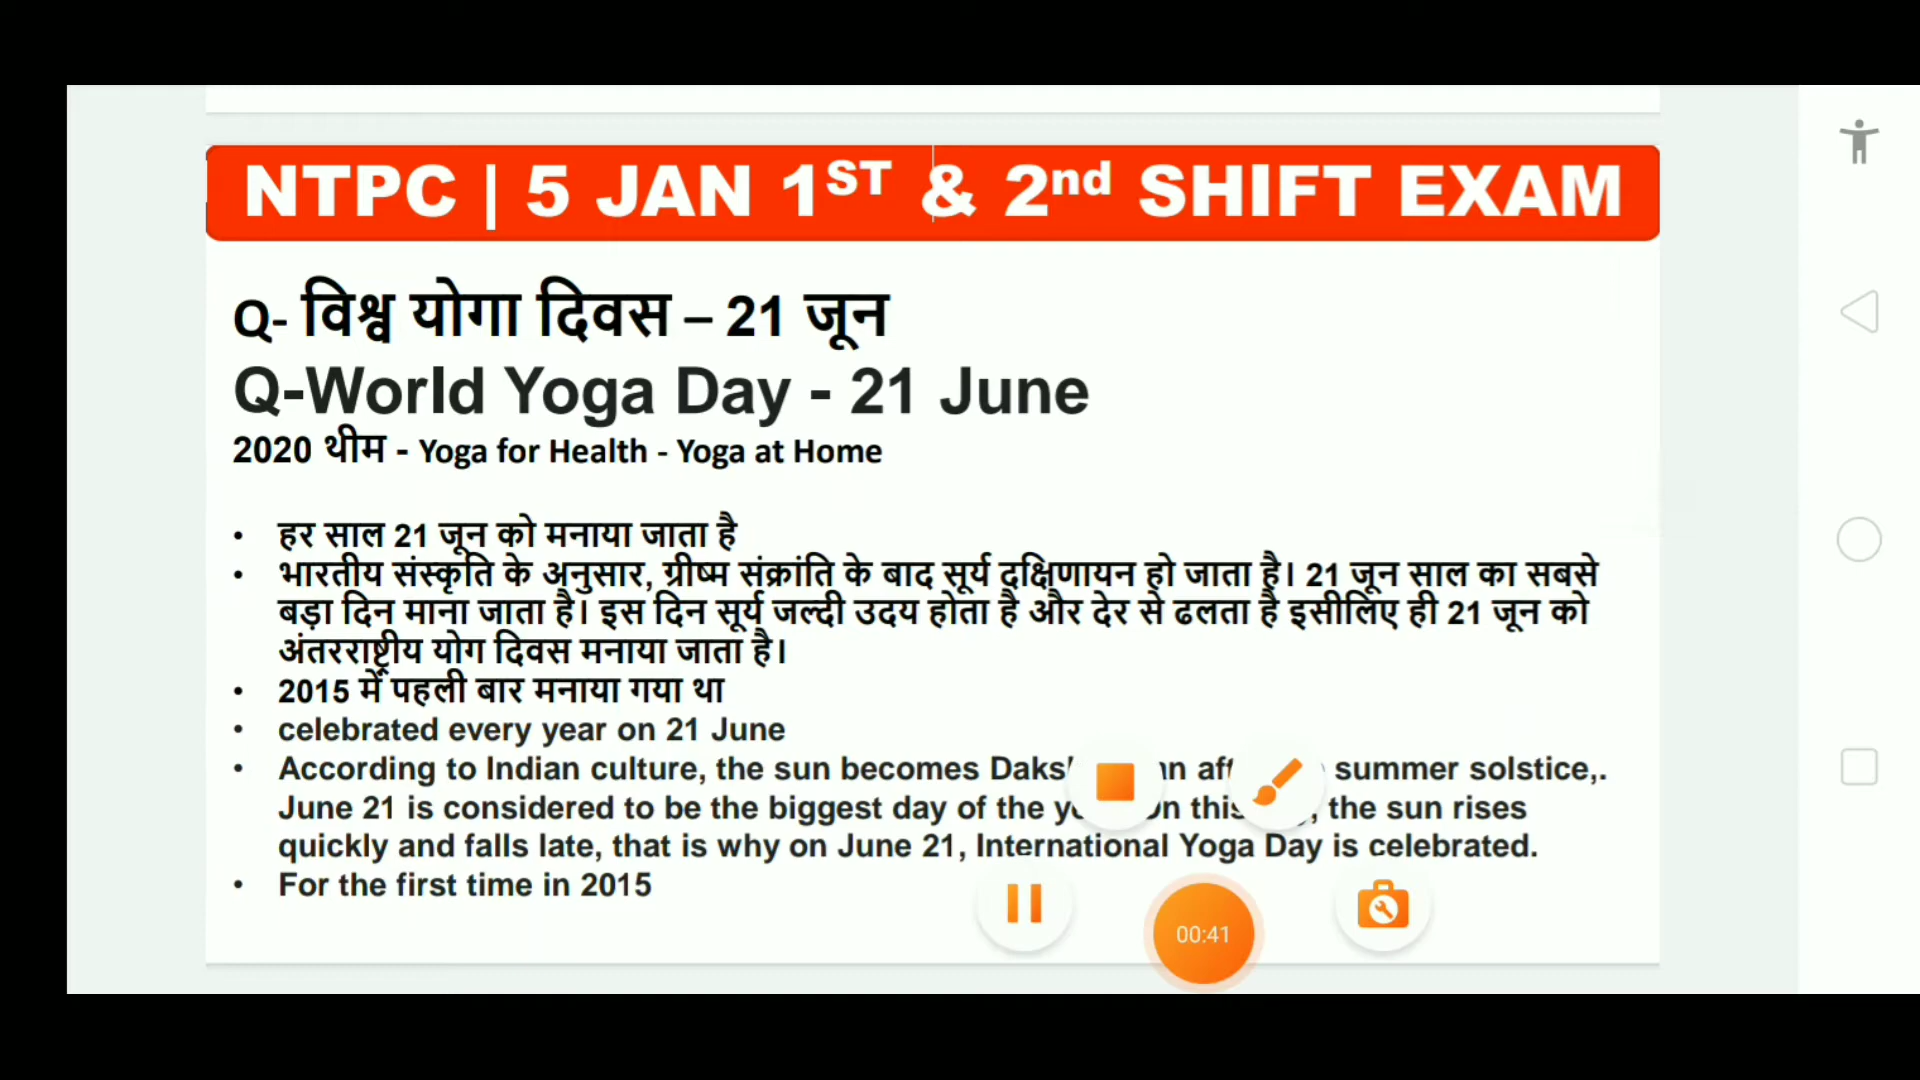 NTPC | 5 JAN 1ST & 2nd SHIFT EXAM
Q- विश्व योगा दिवस – 21 जून
Q-World Yoga Day - 21 June
2020 थीम - Yoga for Health - Yoga at Home
• हर साल 21 जून को मनाया जाता है
• भारतीय संस्कृति के अनुसार, ग्रीष्म संक्रांति के बाद सूर्य दक्षिणायन हो जाता है। 21 जून साल का सबसे
बड़ा दिन माना जाता है। इस दिन सूर्य जल्दी उदय होता है और देर से ढलता है इसीलिए ही 21 जून को
अंतरराष्ट्रीय योग दिवस मनाया जाता है।
• 2015 में पहली बार मनाया गया था
• celebrated every year on 21 June
• According to Indian culture, the sun becomes summer solstice,.
June 21 is considered to be the biggest day of the the sun rises
quickly and falls late, that is why on June 21, International Yoga Day is celebrated.
• For the first time in 2015
00:41